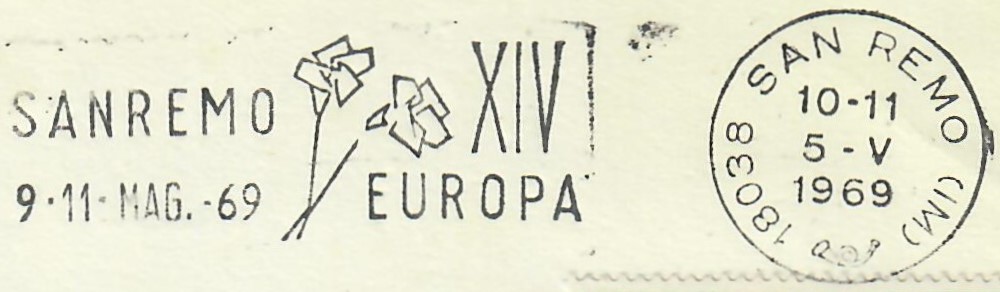 SANREMO
9·11·MAG.-69
XIV
EUROPA
18038 SAN REMO (IM)
10-11
5-V
1969